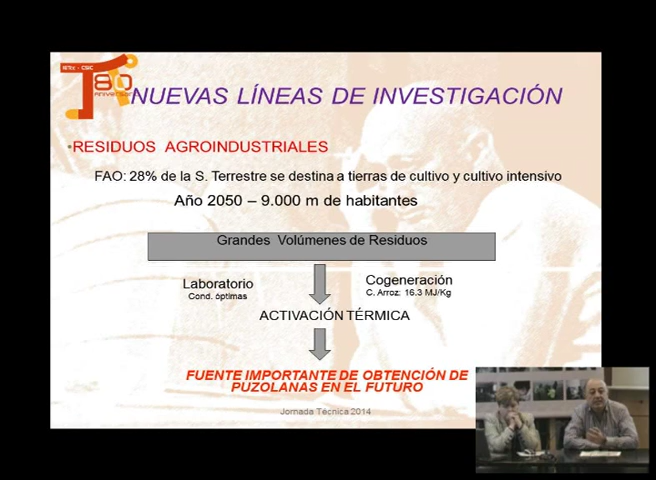 IETcc - CSIC
80
ANIVERSARIO
NUEVAS LÍNEAS DE INVESTIGACIÓN
•RESIDUOS AGROINDUSTRIALES
FAO: 28% de la S. Terrestre se destina a tierras de cultivo y cultivo intensivo
Año 2050 – 9.000 m de habitantes
Grandes Volúmenes de Residuos
Laboratorio
Cond. óptimas
Cogeneración
C. Arroz: 16.3 MJ/Kg
ACTIVACIÓN TÉRMICA
FUENTE IMPORTANTE DE OBTENCIÓN DE
PUZOLANAS EN EL FUTURO
Jornada Técnica 2014